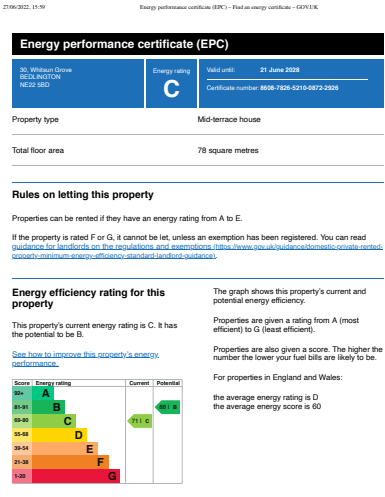 27/06/2022, 15:59 Energy performance certificate (EPC) – Find an energy certificate – GOV.UK
Energy performance certificate (EPC)
30, Whitsun Grove
BEDLINGTON
NE22 5BD
Energy rating
C
Valid until: 21 June 2028
Certificate number: 8608-7826-5210-0872-2926
Property type Mid-terrace house
Total floor area 78 square metres
Rules on letting this property
Properties can be rented if they have an energy rating from A to E.
If the property is rated F or G, it cannot be let, unless an exemption has been registered. You can read
guidance for landlords on the regulations and exemptions (https://www.gov.uk/guidance/domestic-private-rented-
property-minimum-energy-efficiency-standard-landlord-guidance).
Energy efficiency rating for this
property
This property's current energy rating is C. It has
the potential to be B.
See how to improve this property's energy
performance.
Score Energy rating Current Potential
92+ A
81-91 B 88 | B
69-80 C 71 | C
55-68 D
39-54 E
21-38 F
1-20 G
The graph shows this property's current and
potential energy efficiency.
Properties are given a rating from A (most
efficient) to G (least efficient).
Properties are also given a score. The higher the
number the lower your fuel bills are likely to be.
For properties in England and Wales:
the average energy rating is D
the average energy score is 60